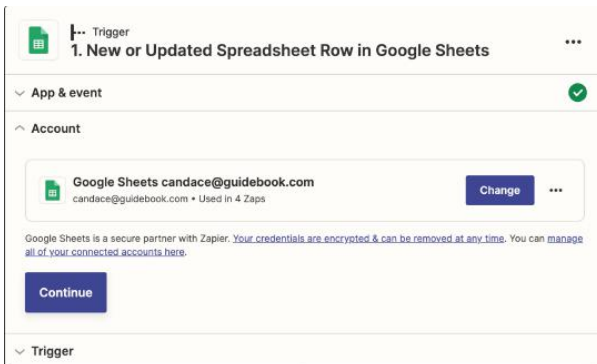 Trigger
1. New or Updated Spreadsheet Row in Google Sheets
App & event
Account
Google Sheets candace@guidebook.com
candace@guidebook.com • Used in 4 Zaps
Change
Google Sheets is a secure partner with Zapier. Your credentials are encrypted & can be removed at any time. You can manage
all of your connected accounts here.
Continue
Trigger